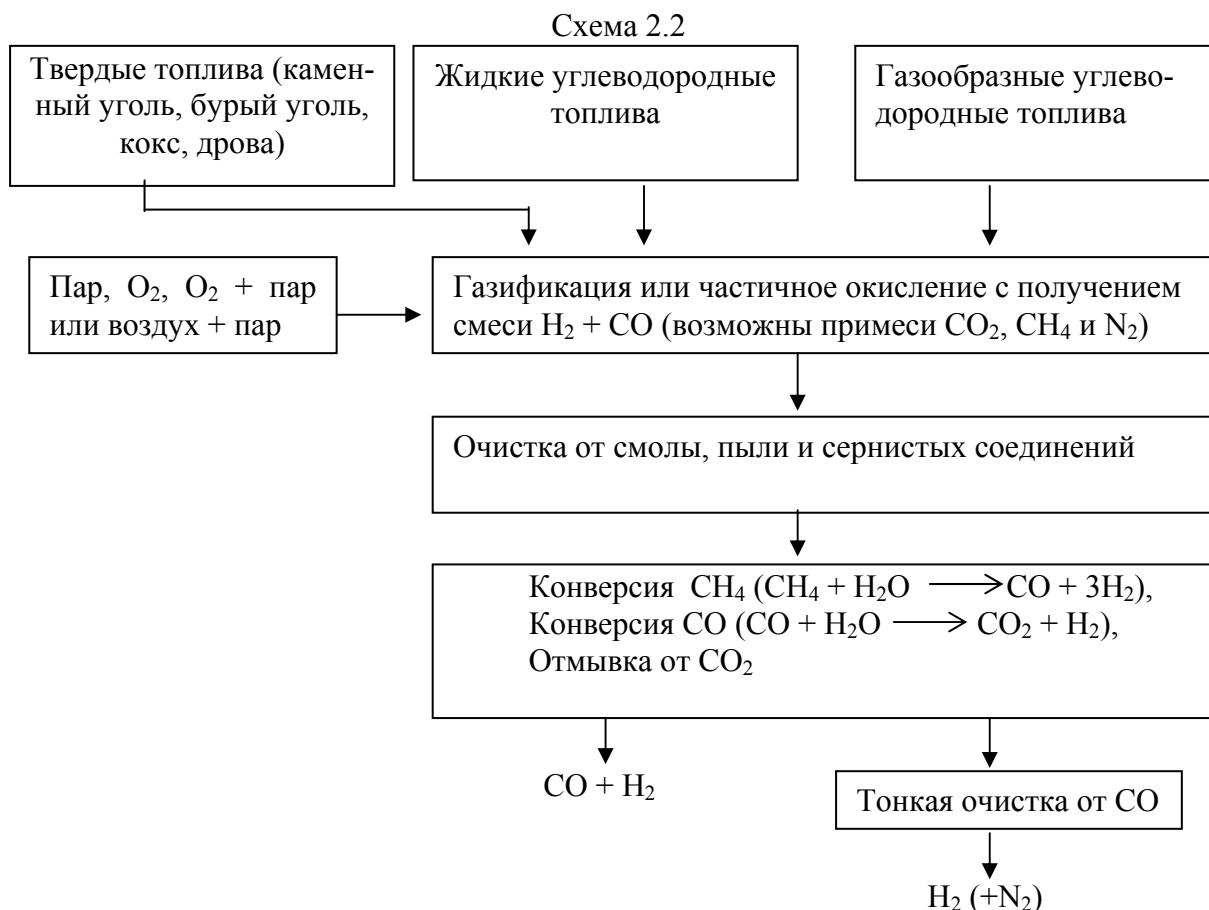 Схема 2.2
Твердые топлива (камен-
ный уголь, бурый уголь,
кокс, дрова)
Жидкие углеводородные
топлива
Газообразные углево-
дородные топлива
Пар, O₂, O₂ + пар
или воздух + пар
Газификация или частичное окисление с получением
смеси H₂ + CO (возможны примеси CO₂, CH₄ и N₂)
Очистка от смолы, пыли и сернистых соединений
Конверсия CH₄ (CH₄ + H₂O ⟶ CO + 3H₂),
Конверсия CO (CO + H₂O ⟶ CO₂ + H₂),
Отмывка от CO₂
CO + H₂
Тонкая очистка от CO
H₂ (+N₂)